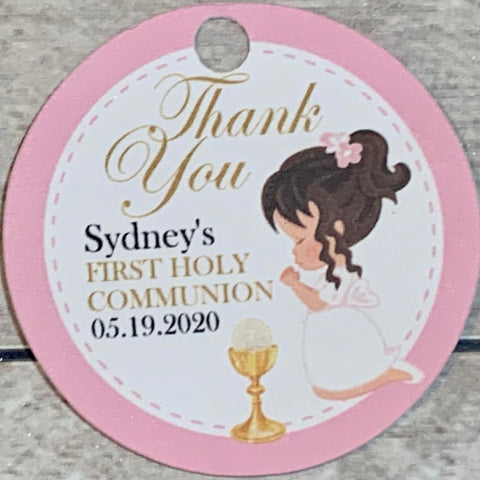 Thank
You
Sydney's
FIRST HOLY
COMMUNION
05.19.2020